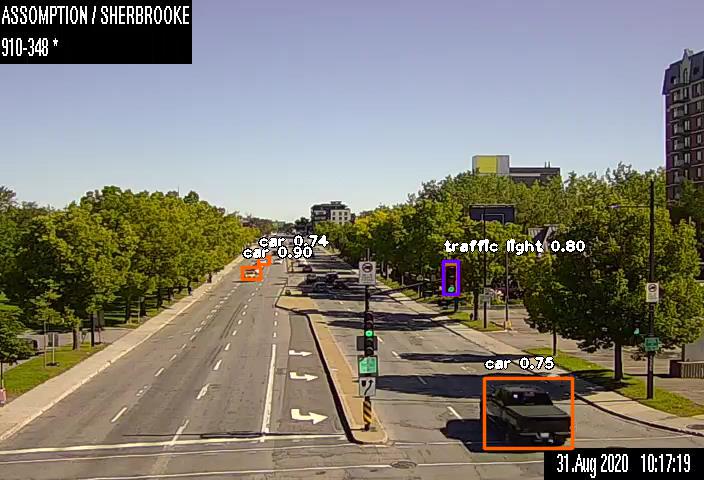 ASSOMPTION / SHERBROOKE
910-348 *
car 0.74
car 0.90
traffic light 0.80
car 0.75
31.Aug 2020 10:17:19